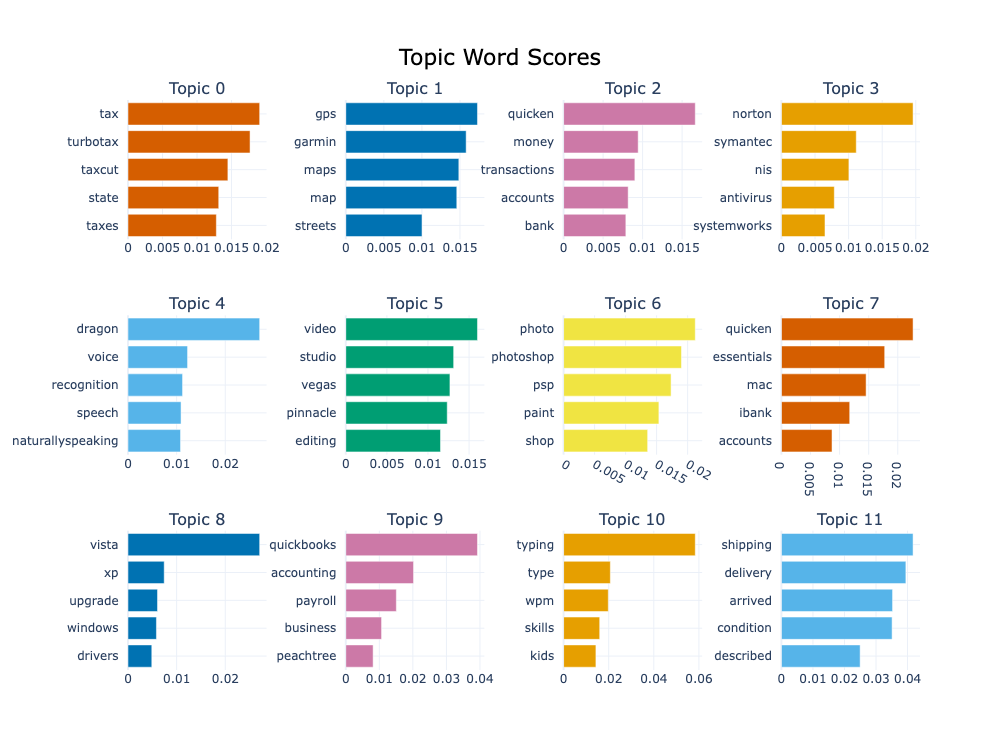 Topic Word Scores
Topic 0
tax
turbotax
taxcut
state
taxes
0 0.005 0.01 0.015 0.02
Topic 1
gps
garmin
maps
map
streets
0 0.005 0.01 0.015
Topic 2
quicken
money
transactions
accounts
bank
0 0.005 0.01 0.015
Topic 3
norton
symantec
nis
antivirus
systemworks
0 0.005 0.01 0.015 0.02
Topic 4
dragon
voice
recognition
speech
naturallyspeaking
0 0.01 0.02
Topic 5
video
studio
vegas
pinnacle
editing
0 0.005 0.01 0.015
Topic 6
photo
photoshop
psp
paint
shop
0 0.005 0.01 0.015 0.02
Topic 7
quicken
essentials
mac
ibank
accounts
0 0.005 0.01 0.015 0.02
Topic 8
vista
xp
upgrade
windows
drivers
0 0.01 0.02
Topic 9
quickbooks
accounting
payroll
business
peachtree
0 0.01 0.02 0.03 0.04
Topic 10
typing
type
wpm
skills
kids
0 0.02 0.04 0.06
Topic 11
shipping
delivery
arrived
condition
described
0 0.01 0.02 0.03 0.04